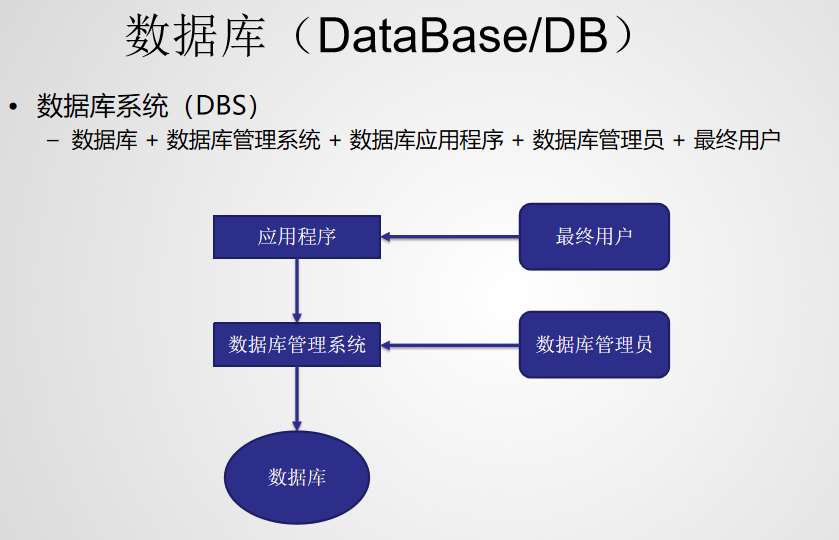 数据库（DataBase/DB）
• 数据库系统（DBS）
– 数据库 + 数据库管理系统 + 数据库应用程序 + 数据库管理员 + 最终用户
应用程序
最终用户
数据库管理系统
数据库管理员
数据库